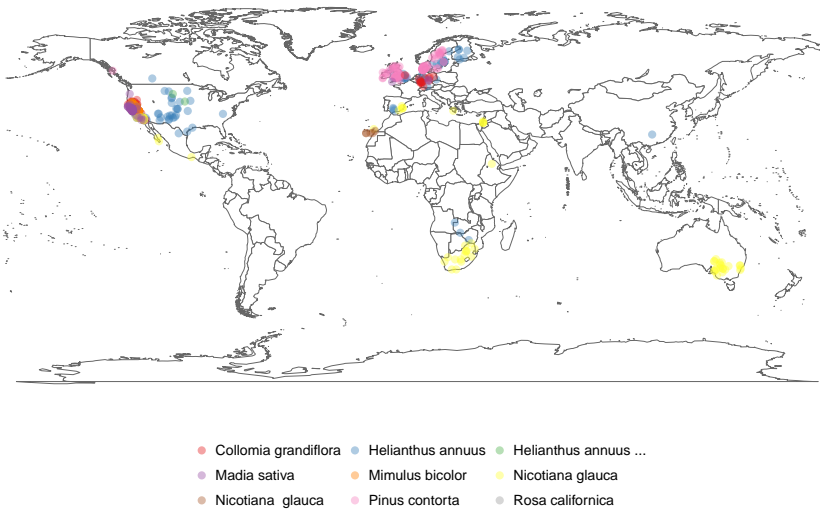 Collomia grandiflora Helianthus annuus Helianthus annuus ...
Madia sativa Mimulus bicolor Nicotiana glauca
Nicotiana  glauca Pinus contorta Rosa californica